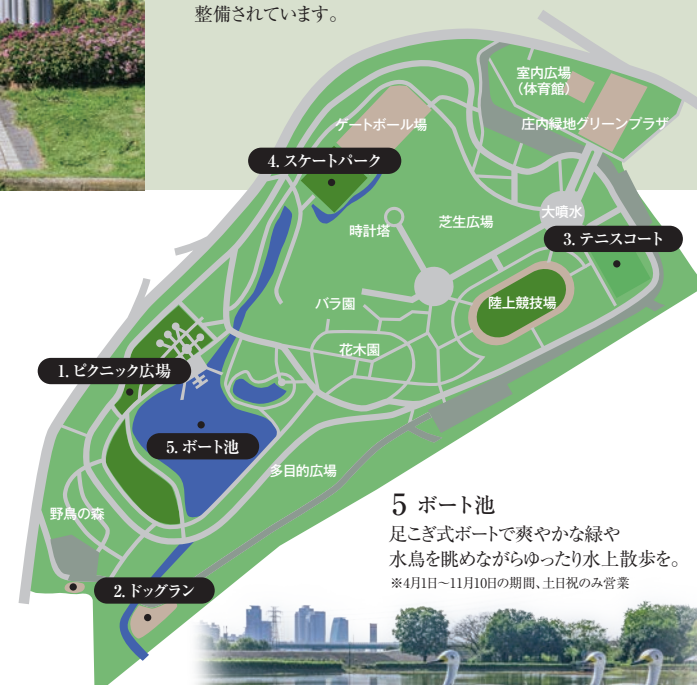 整備されています。
室内広場
(体育館)
ゲートボール場
庄内緑地グリーンプラザ
4. スケートパーク
大噴水
芝生広場
時計塔
3. テニスコート
バラ園
陸上競技場
花木園
1. ピクニック広場
5. ボート池
多目的広場
野鳥の森
2. ドッグラン
5 ボート池
足こぎ式ボートで爽やかな緑や
水鳥を眺めながらゆったり水上散歩を。
※4月1日〜11月10日の期間、土日祝のみ営業